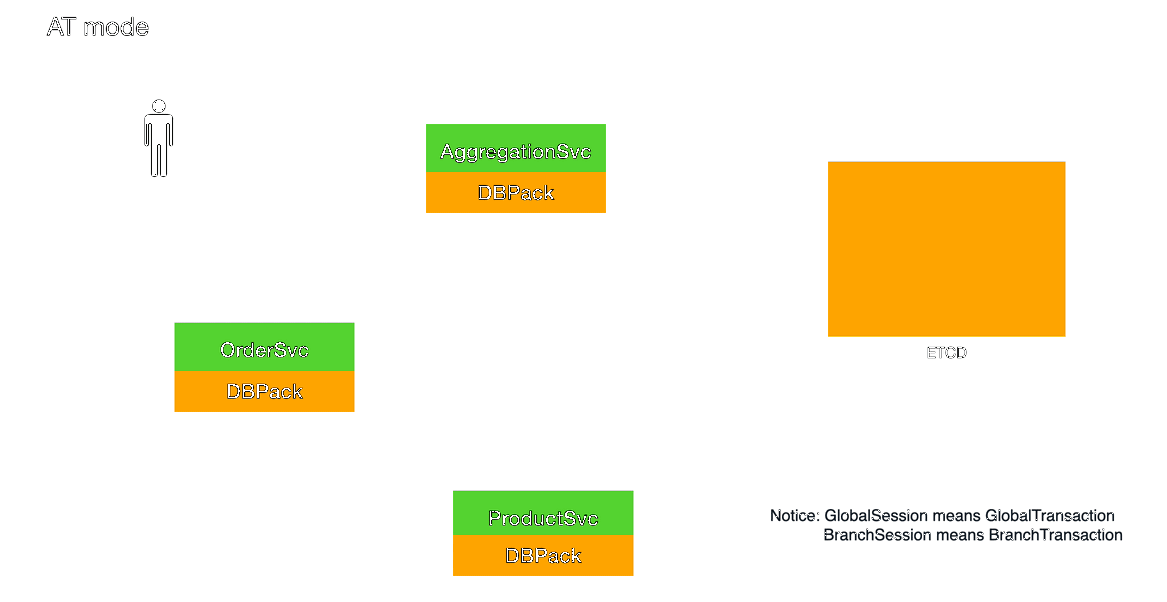 AT mode
AggregationSvc
DBPack
OrderSvc
DBPack
ETCD
ProductSvc
DBPack
Notice: GlobalSession means GlobalTransaction
BranchSession means BranchTransaction